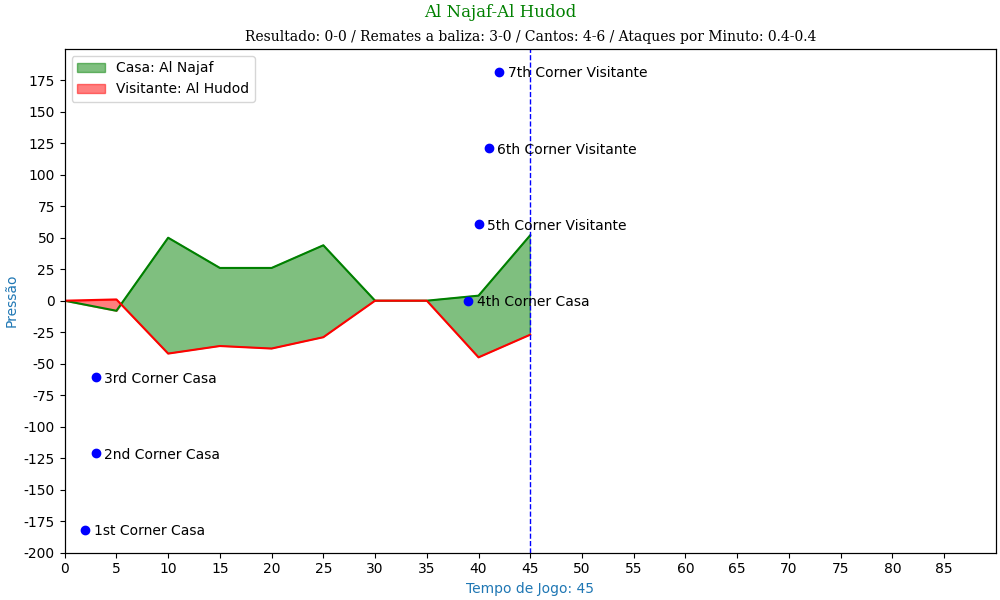 Al Najaf-Al Hudod
Resultado: 0-0 / Remates a baliza: 3-0 / Cantos: 4-6 / Ataques por Minuto: 0.4-0.4
Casa: Al Najaf
Visitante: Al Hudod
7th Corner Visitante
6th Corner Visitante
5th Corner Visitante
4th Corner Casa
3rd Corner Casa
2nd Corner Casa
1st Corner Casa
Pressão
175
150
125
100
75
50
25
0
-25
-50
-75
-100
-125
-150
-175
-200
0 5 10 15 20 25 30 35 40 45 50 55 60 65 70 75 80 85
Tempo de Jogo: 45